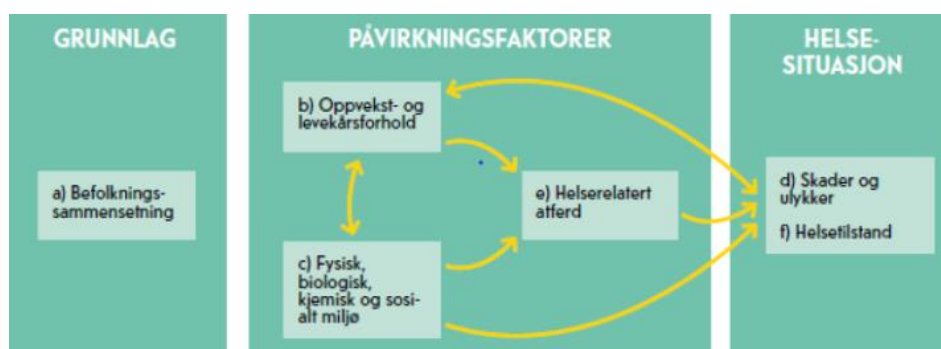 GRUNNLAG
a) Befolknings-
sammensetning
PÅVIRKNINGSFAKTORER
b) Oppvekst- og
levekårsforhold
c) Fysisk,
biologisk,
kjemisk og sosi-
alt miljø
e) Helserelatert
atferd
HELSE-
SITUASJON
d) Skader og
ulykker
f) Helsetilstand